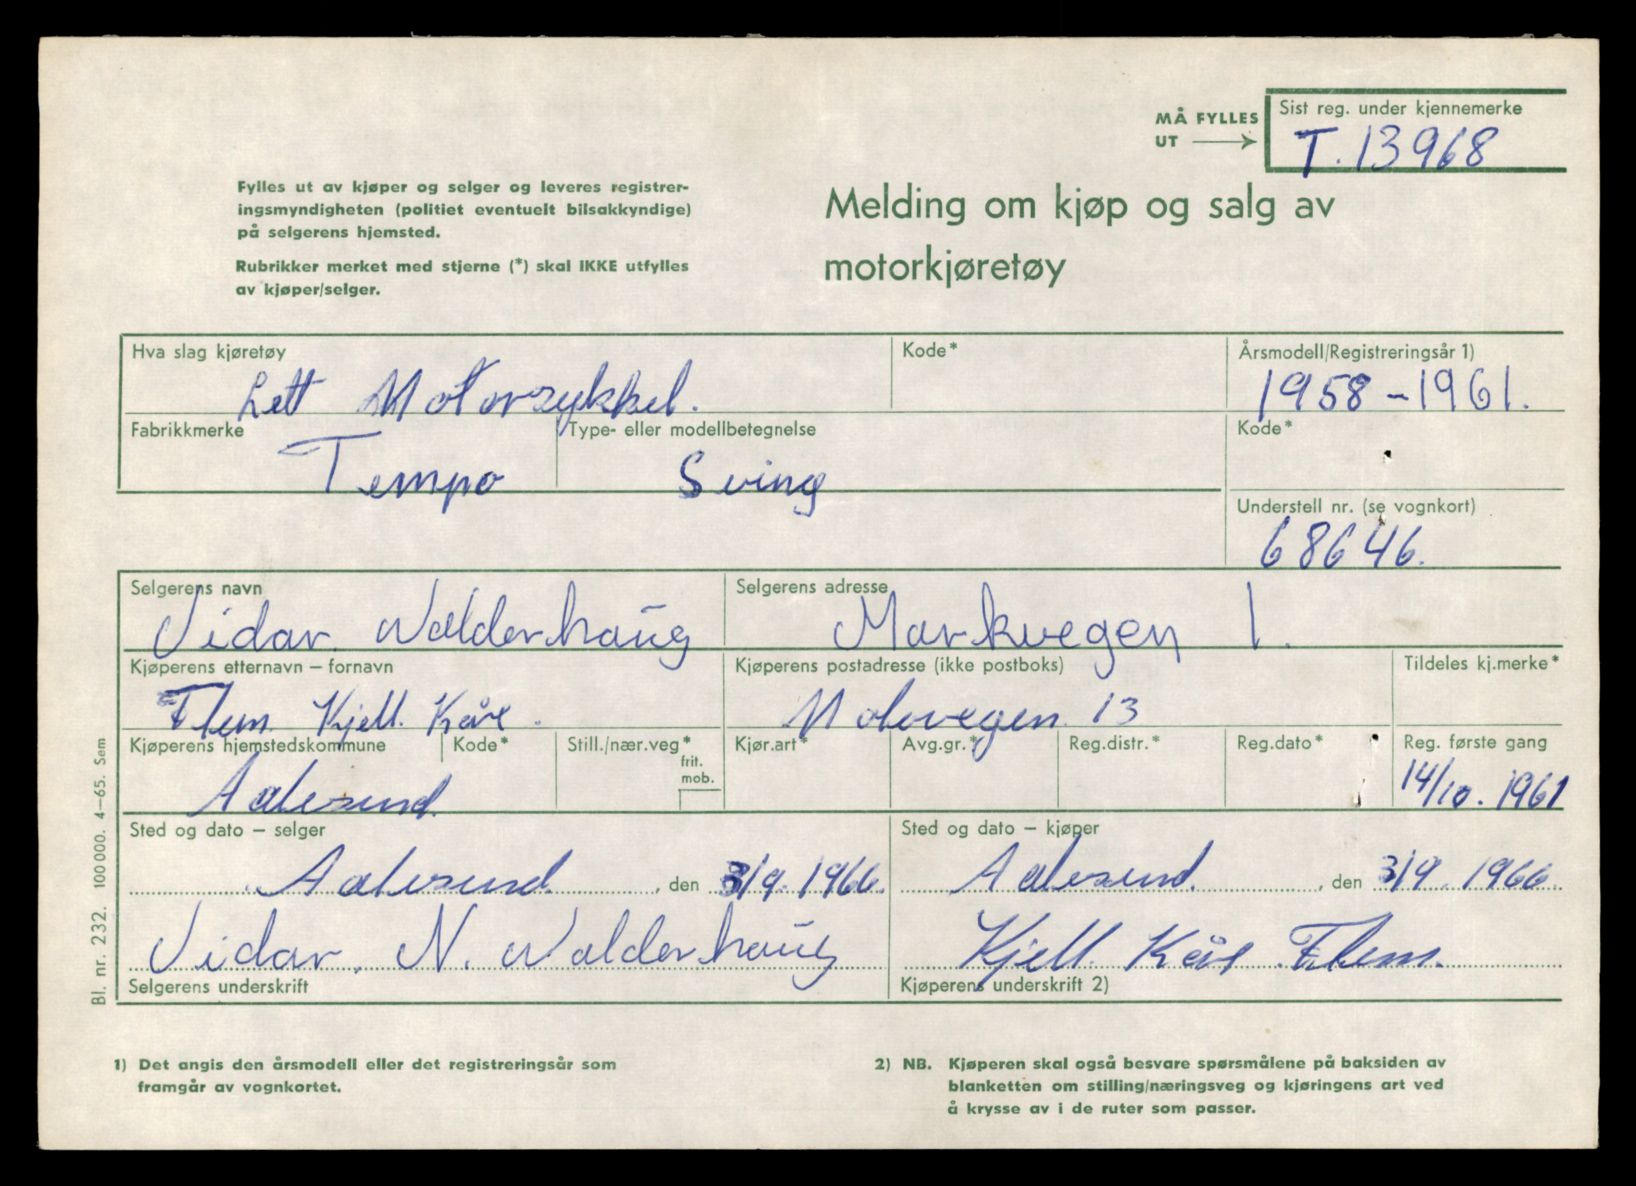 MÅ FYLLES
UT
Sist reg. under kjennemerke
T. 13968
Fylles ut av kjøper og selger og leveres registrer-
ingsmyndigheten (politiet eventuelt bilsakkyndige)
på selgerens hjemsted.
Rubrikker merket med stjerne (*) skal IKKE utfylles
av kjøper/selger.
Melding om kjøp og salg av
motorkjøretøy
Hva slag kjøretøy
Lett Motorsykkel.
Kode*
Årsmodell/Registreringsår 1)
1958-1961.
Fabrikkmerke
Tempo
Type- eller modellbetegnelse
Sving
Kode*
Understell nr. (se vognkort)
68646.
Selgerens navn
Vidar Walderhaug
Selgerens adresse
Markvegen 1.
Kjøperens etternavn – fornavn
Flem Kjell Kåre.
Kjøperens postadresse (ikke postboks)
Molovegen 13
Tildeles kj.merke*
Kjøperens hjemstedskommune
Aalesund
Kode*
Still./nær.veg*
frit.
mob.
Kjør.art*
Avg.gr.*
Reg.distr.*
Reg.dato*
Reg. første gang
14/10. 1961
Sted og dato – selger
Aalesund, den 3/9. 1966.
Sted og dato – kjøper
Aalesund, den 3/9. 1966
Vidar. N. Walderhaug
Selgerens underskrift
Kjell Kåre Flem.
Kjøperens underskrift 2)
1) Det angis den årsmodell eller det registreringsår som
framgår av vognkortet.
2) NB. Kjøperen skal også besvare spørsmålene på baksiden av
blanketten om stilling/næringsveg og kjøringens art ved
å krysse av i de ruter som passer.
Bl. nr. 232. 100 000. 4–65. Sem